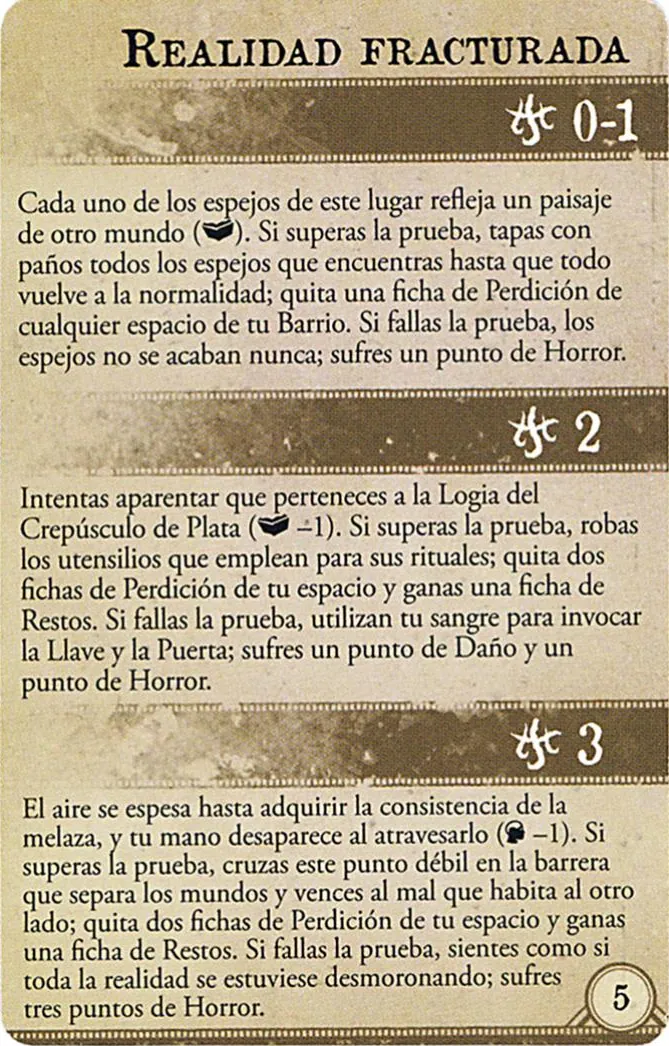 REALIDAD FRACTURADA
0-1
Cada uno de los espejos de este lugar refleja un paisaje
de otro mundo ( ). Si superas la prueba, tapas con
paños todos los espejos que encuentras hasta que todo
vuelve a la normalidad; quita una ficha de Perdición de
cualquier espacio de tu Barrio. Si fallas la prueba, los
espejos no se acaban nunca; sufres un punto de Horror.
2
Intentas aparentar que perteneces a la Logia del
Crepúsculo de Plata ( –1). Si superas la prueba, robas
los utensilios que emplean para sus rituales; quita dos
fichas de Perdición de tu espacio y ganas una ficha de
Restos. Si fallas la prueba, utilizan tu sangre para invocar
la Llave y la Puerta; sufres un punto de Daño y un
punto de Horror.
3
El aire se espesa hasta adquirir la consistencia de la
melaza, y tu mano desaparece al atravesarlo ( –1). Si
superas la prueba, cruzas este punto débil en la barrera
que separa los mundos y vences al mal que habita al otro
lado; quita dos fichas de Perdición de tu espacio y ganas
una ficha de Restos. Si fallas la prueba, sientes como si
toda la realidad se estuviese desmoronando; sufres
tres puntos de Horror.
5